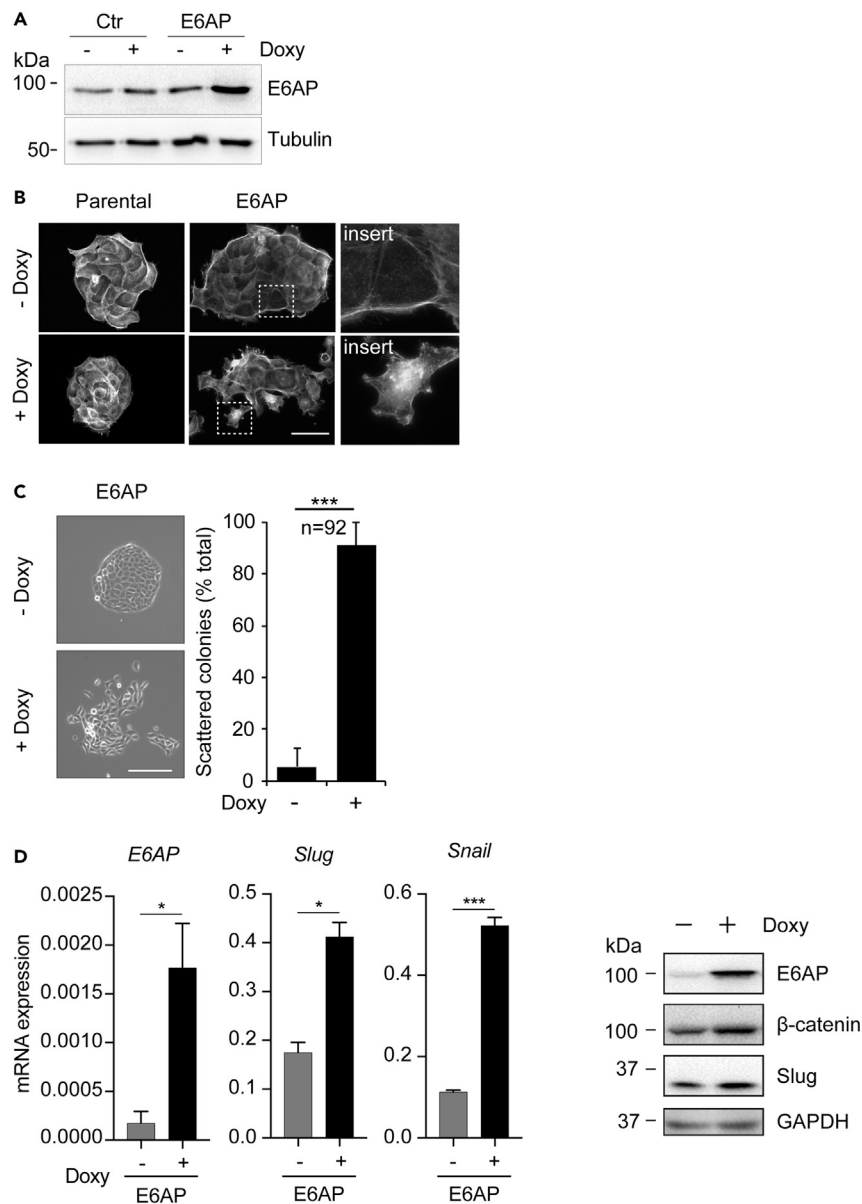 A
Ctr E6AP
- + - + Doxy
kDa
100 - E6AP
50- Tubulin
B
Parental E6AP
- Doxy
insert
+ Doxy
insert
C
E6AP
- Doxy
+ Doxy
Scattered colonies (% total)
100
80
60
40
20
0
***
n=92
Doxy - +
D
E6AP
mRNA expression
0.0025
0.0020
0.0015
0.0010
0.0005
0.0000
*
Doxy - +
E6AP
Slug
0.5
0.4
0.3
0.2
0.1
0.0
*
- +
E6AP
Snail
0.6
0.4
0.2
0.0
***
- +
E6AP
− + Doxy
kDa
100 − E6AP
100 − β-catenin
37 − Slug
37 − GAPDH